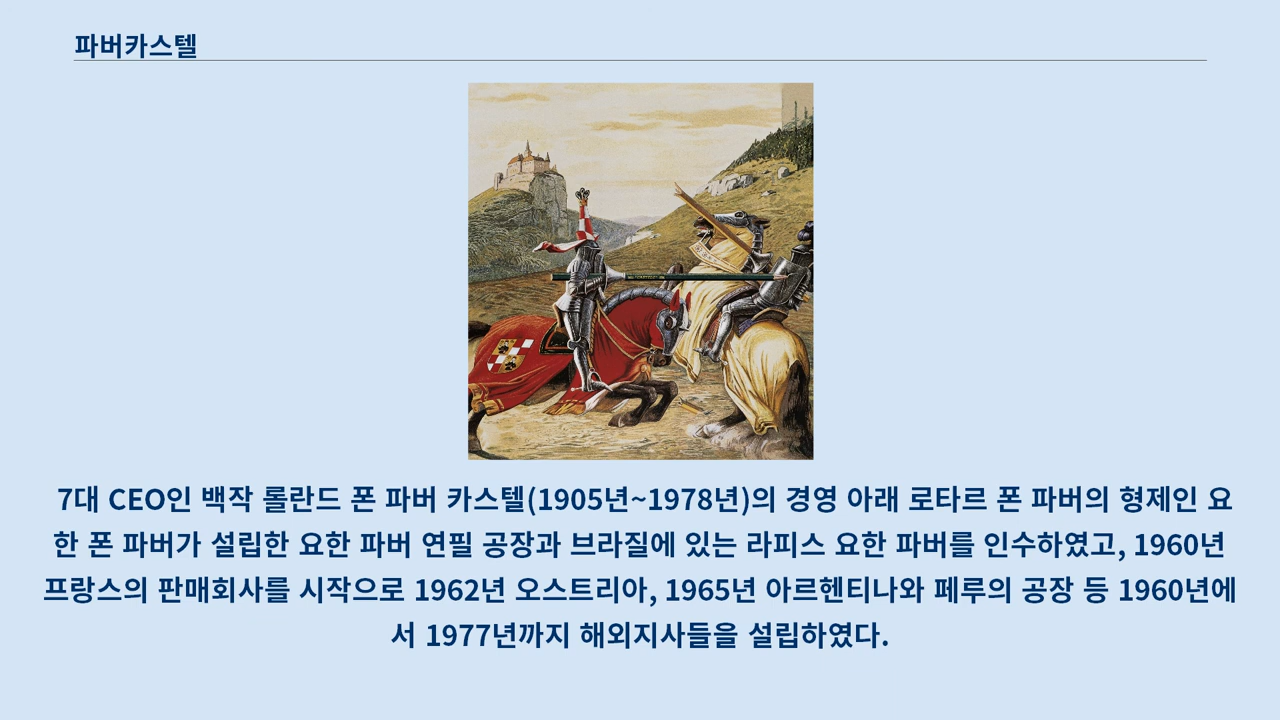 파버카스텔
7대 CEO인 백작 롤란드 폰 파버 카스텔(1905년~1978년)의 경영 아래 로타르 폰 파버의 형제인 요
한 폰 파버가 설립한 요한 파버 연필 공장과 브라질에 있는 라피스 요한 파버를 인수하였고, 1960년
프랑스의 판매회사를 시작으로 1962년 오스트리아, 1965년 아르헨티나와 페루의 공장 등 1960년에
서 1977년까지 해외지사들을 설립하였다.